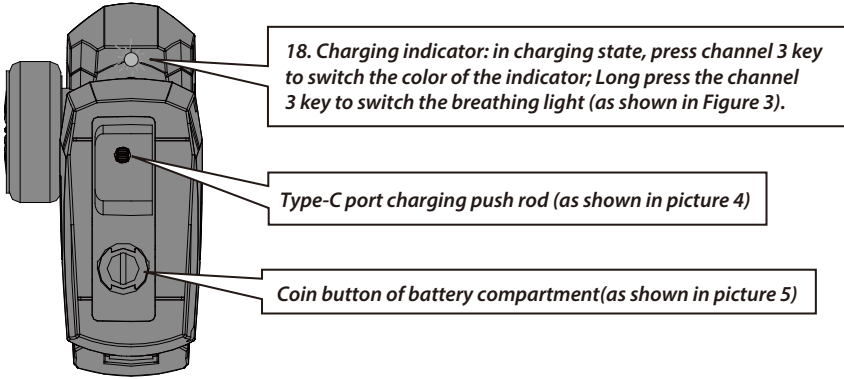 18. Charging indicator: in charging state, press channel 3 key
to switch the color of the indicator; Long press the channel
3 key to switch the breathing light (as shown in Figure 3).
Type-C port charging push rod (as shown in picture 4)
Coin button of battery compartment(as shown in picture 5)